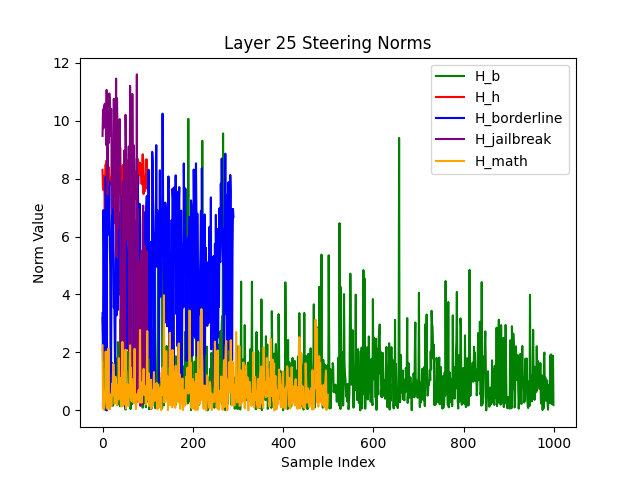 Layer 25 Steering Norms
12
10
8
6
4
2
0
Norm Value
H_b
H_h
H_borderline
H_jailbreak
H_math
0 200 400 600 800 1000
Sample Index